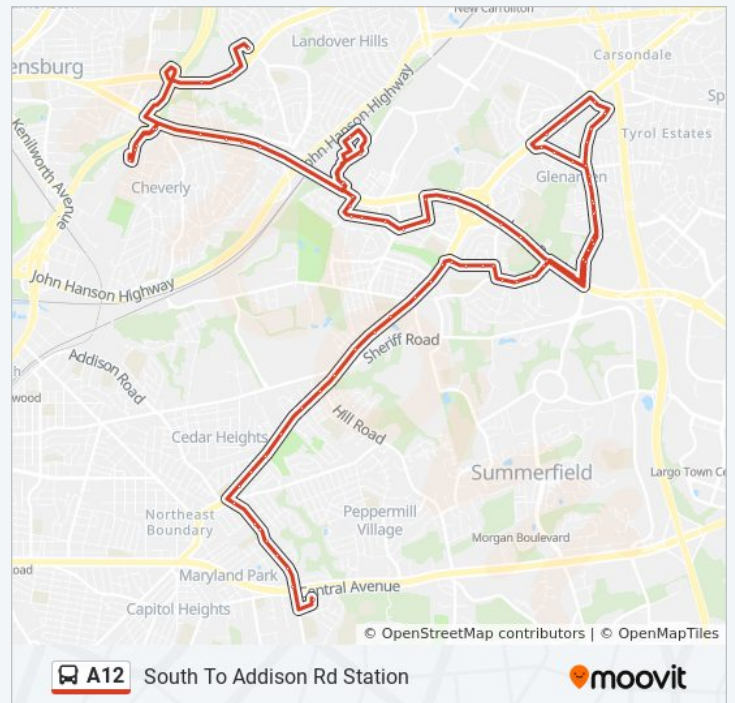 New Carrollton
Landover Hills
Carsondale
ensburg
John Hanson Highway
Sp
Tyrol Estates
Kenilworth Avenue
Glenarden
Cheverly
John Hanson Highway
Sheriff Road
Addison Road
h
wood
Hill Road
Cedar Heights
Summerfield
Largo Town Ce
Northeast
Boundary
Peppermill
Village
Morgan Boulevard
oad
Maryland Park
Central Avenue
Capitol Heights
© OpenStreetMap contributors | © OpenMapTiles
A12 South To Addison Rd Station
moovit